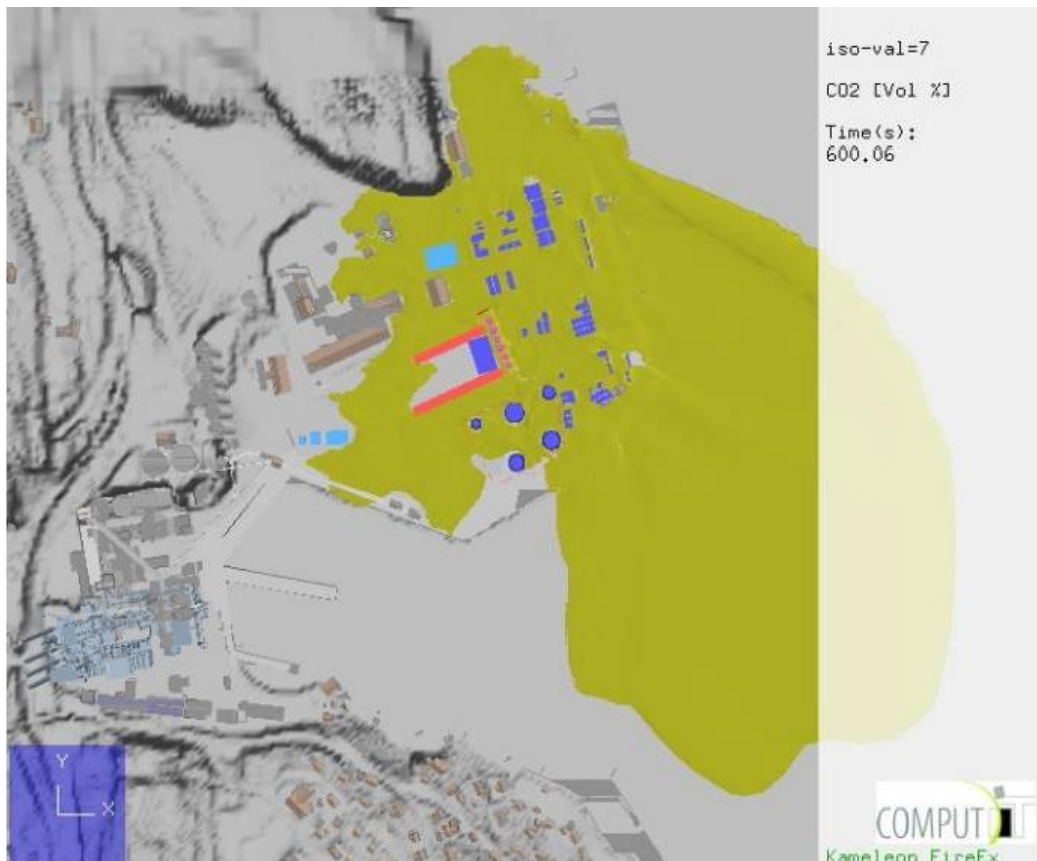 iso-val=7
CO2 [Vol %]
Time(s):
600.06
Y
X
COMPUT
Kameleon FireEx